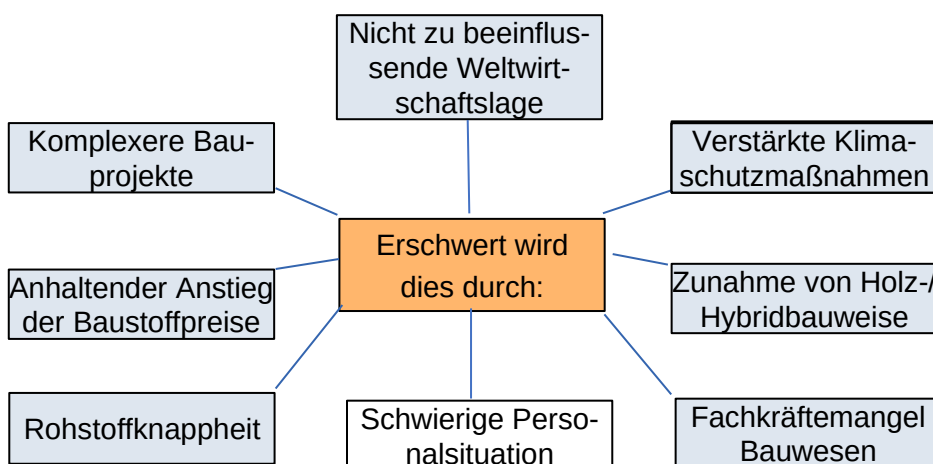 Nicht zu beeinflus-
sende Weltwirt-
schaftslage
Komplexere Bau-
projekte
Verstärkte Klima-
schutzmaßnahmen
Erschwert wird
dies durch:
Anhaltender Anstieg
der Baustoffpreise
Zunahme von Holz-/
Hybridbauweise
Rohstoffknappheit
Schwierige Perso-
nalsituation
Fachkräftemangel
Bauwesen